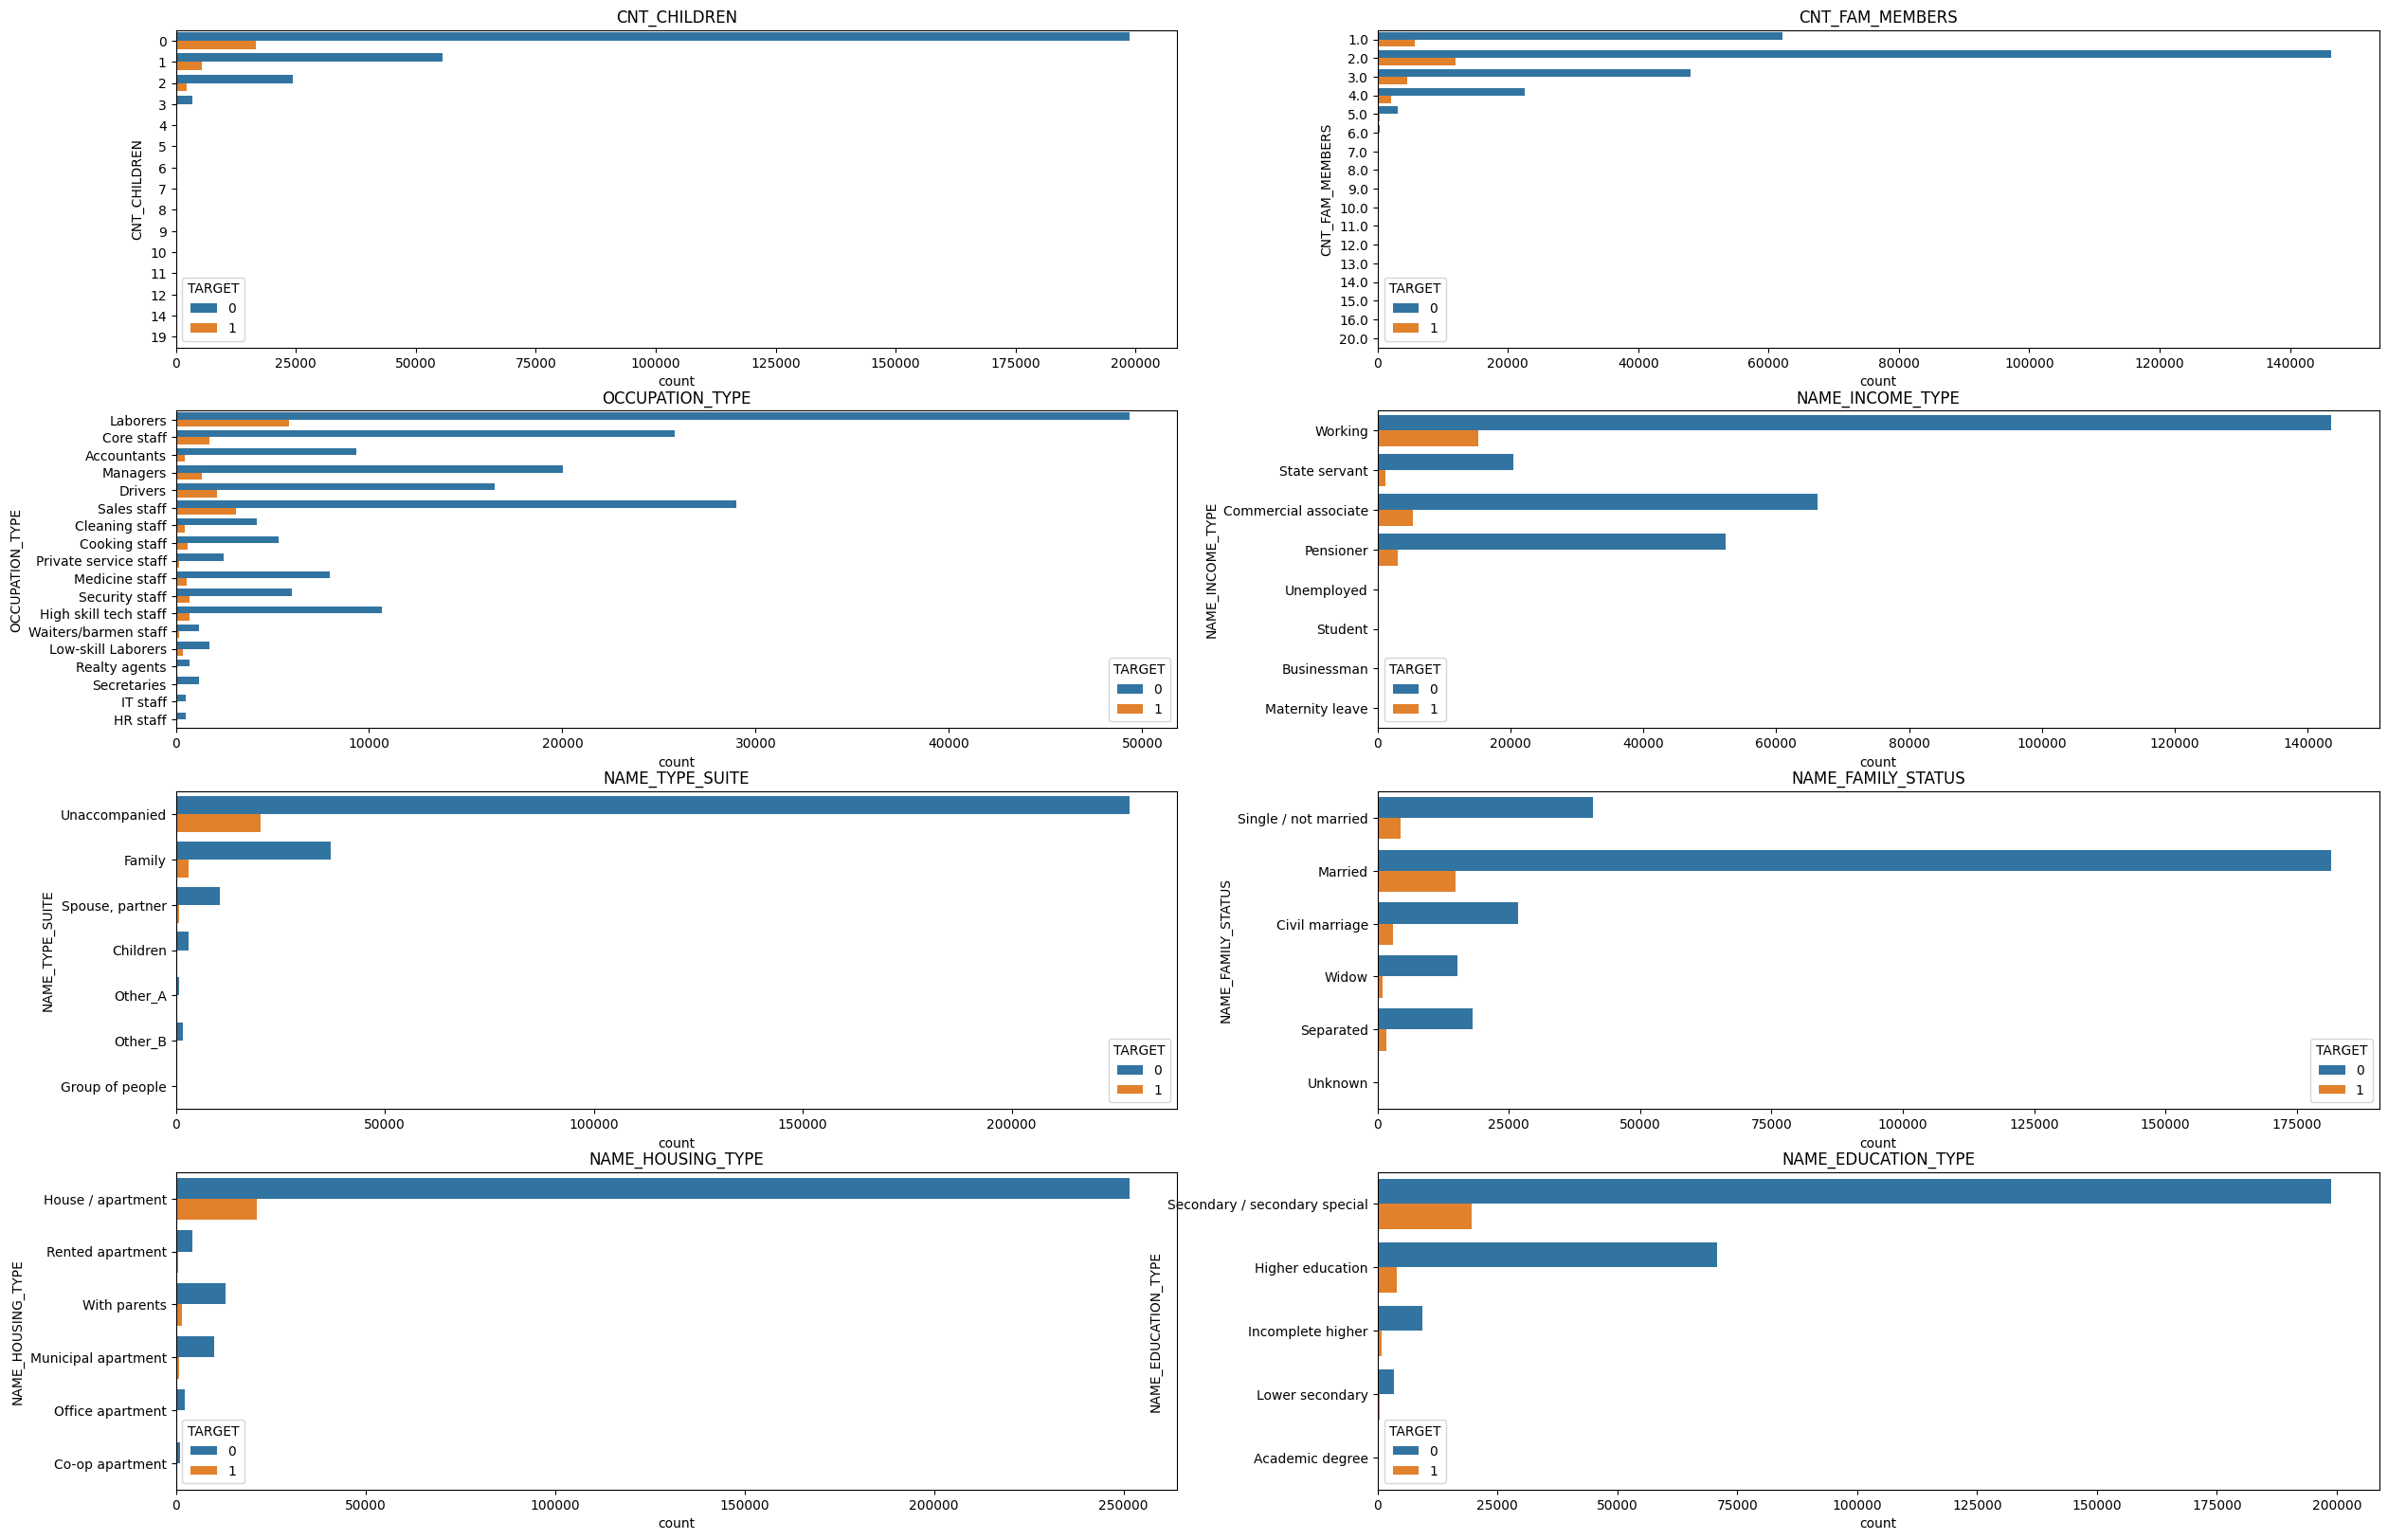 CNT_CHILDREN
CNT_CHILDREN
0
1
2
3
4
5
6
7
8
9
10
11
12
14
19
TARGET
0
1
0 25000 50000 75000 100000 125000 150000 175000 200000
count
CNT_FAM_MEMBERS
CNT_FAM_MEMBERS
1.0
2.0
3.0
4.0
5.0
6.0
7.0
8.0
9.0
10.0
11.0
12.0
13.0
14.0
15.0
16.0
20.0
TARGET
0
1
0 20000 40000 60000 80000 100000 120000 140000
count
OCCUPATION_TYPE
OCCUPATION_TYPE
Laborers
Core staff
Accountants
Managers
Drivers
Sales staff
Cleaning staff
Cooking staff
Private service staff
Medicine staff
Security staff
High skill tech staff
Waiters/barmen staff
Low-skill Laborers
Realty agents
Secretaries
IT staff
HR staff
TARGET
0
1
0 10000 20000 30000 40000 50000
count
NAME_INCOME_TYPE
NAME_INCOME_TYPE
Working
State servant
Commercial associate
Pensioner
Unemployed
Student
Businessman
Maternity leave
TARGET
0
1
0 20000 40000 60000 80000 100000 120000 140000
count
NAME_TYPE_SUITE
NAME_TYPE_SUITE
Unaccompanied
Family
Spouse, partner
Children
Other_A
Other_B
Group of people
TARGET
0
1
0 50000 100000 150000 200000
count
NAME_FAMILY_STATUS
NAME_FAMILY_STATUS
Single / not married
Married
Civil marriage
Widow
Separated
Unknown
TARGET
0
1
0 25000 50000 75000 100000 125000 150000 175000
count
NAME_HOUSING_TYPE
NAME_HOUSING_TYPE
House / apartment
Rented apartment
With parents
Municipal apartment
Office apartment
Co-op apartment
TARGET
0
1
0 50000 100000 150000 200000 250000
count
NAME_EDUCATION_TYPE
NAME_EDUCATION_TYPE
Secondary / secondary special
Higher education
Incomplete higher
Lower secondary
Academic degree
TARGET
0
1
0 25000 50000 75000 100000 125000 150000 175000 200000
count